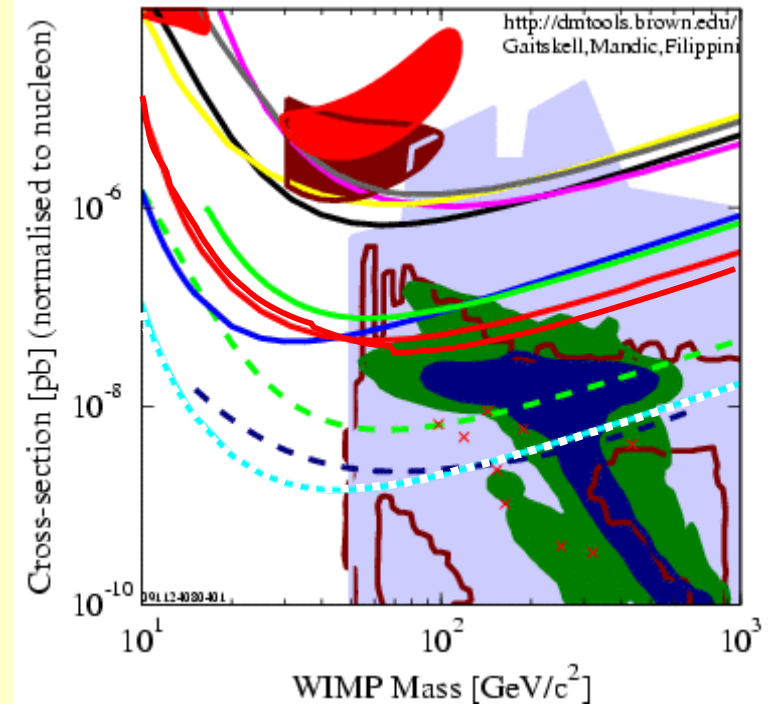 http://dmtools.brown.edu/
Gaitskell,Mandic,Filippini
Cross-section [pb] (normalised to nucleon)
10^-6
10^-8
10^-10
091124080401
10^1
10^2
10^3
WIMP Mass [GeV/c^2]